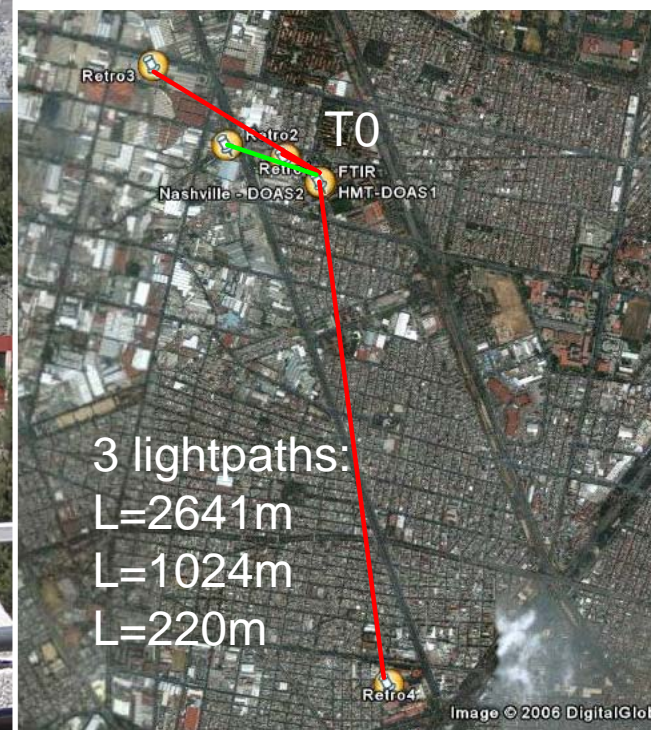 Retro3
T0
Retro2
Retro
FTIR
Nashville - DOAS2
HMT-DOAS1
3 lightpaths:
L=2641m
L=1024m
L=220m
Retro4
Image © 2006 DigitalGlob